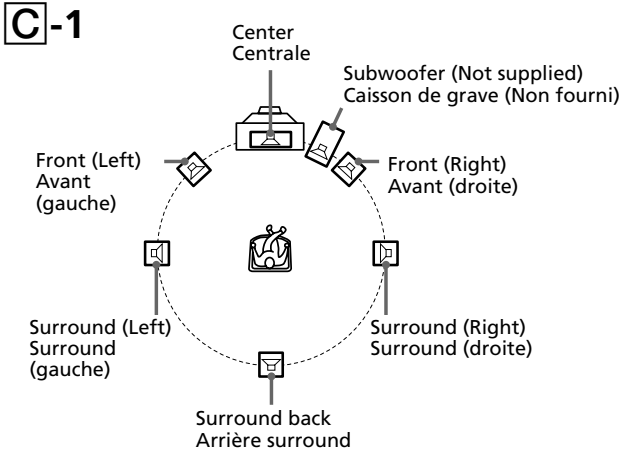 C-1
Center
Centrale
Subwoofer (Not supplied)
Caisson de grave (Non fourni)
Front (Left)
Avant
(gauche)
Front (Right)
Avant (droite)
Surround (Left)
Surround
(gauche)
Surround (Right)
Surround (droite)
Surround back
Arrière surround